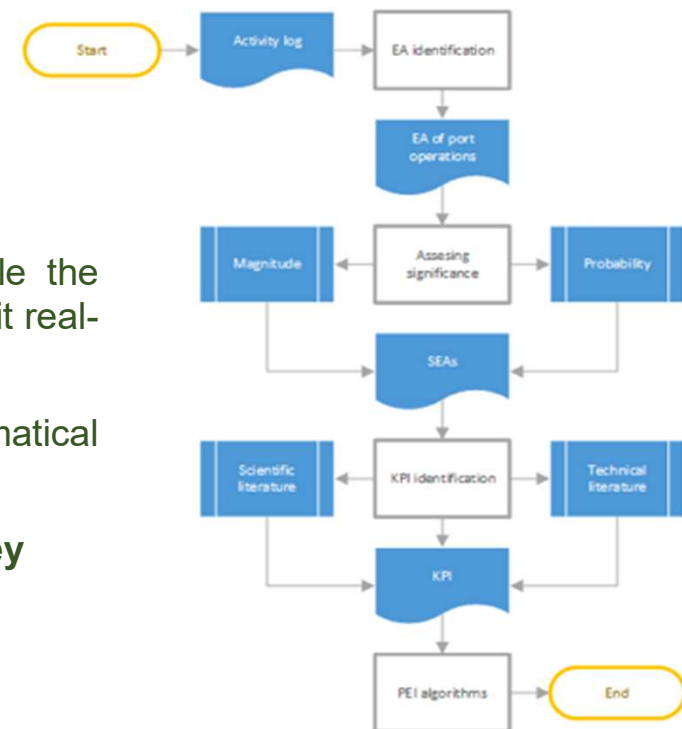 le the
it real-
matical
ey
Start
Activity log
EA identification
EA of port
operations
Magnitude
Assesing
significance
Probability
SEAs
Scientific
literature
KPI identification
Technical
literature
KPI
PEI algorithms
End